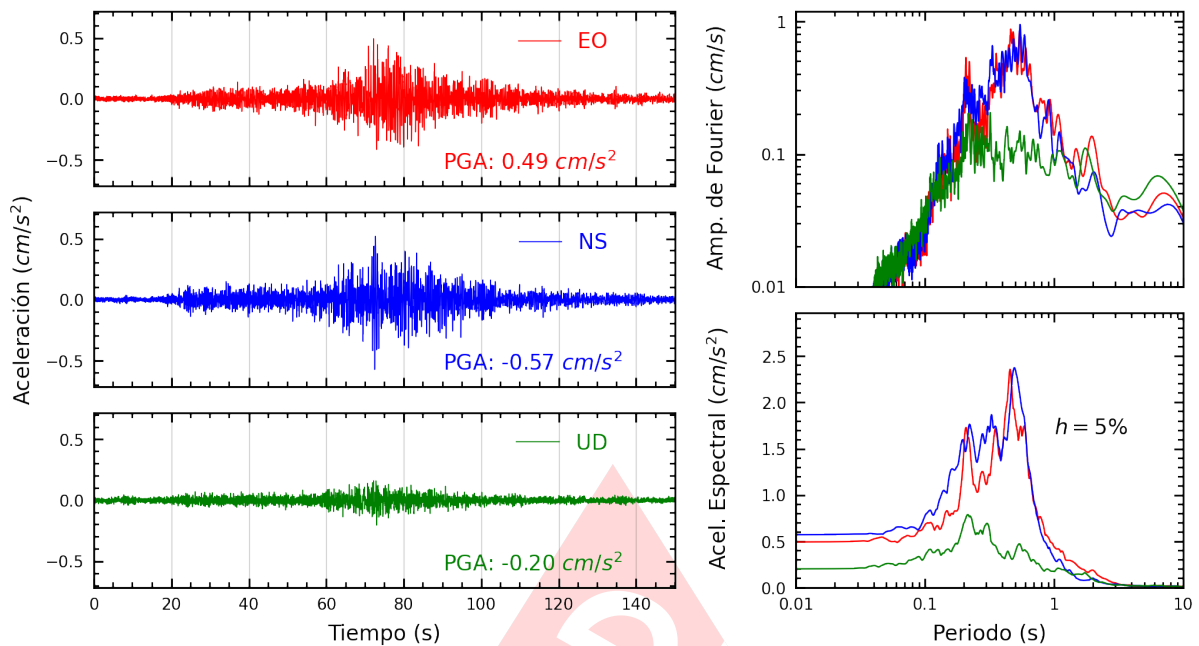 Aceleración (cm/s²)
0.5
0.0
−0.5
EO
PGA: 0.49 cm/s²
0.5
0.0
−0.5
NS
PGA: -0.57 cm/s²
0.5
0.0
−0.5
UD
PGA: -0.20 cm/s²
0 20 40 60 80 100 120 140
Tiempo (s)
Amp. de Fourier (cm/s)
1
0.1
0.01
Acel. Espectral (cm/s²)
2.5
2.0
1.5
1.0
0.5
0.0
h = 5%
0.01 0.1 1 10
Periodo (s)